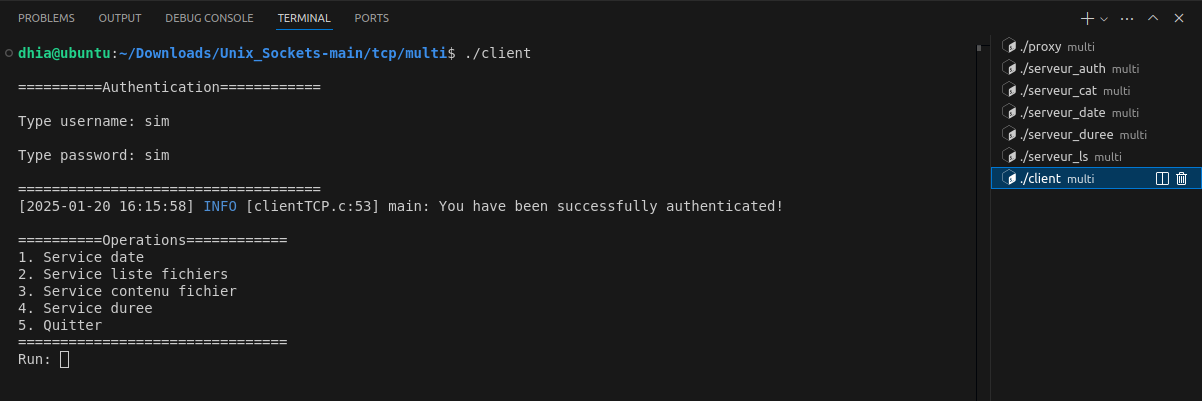 PROBLEMS OUTPUT DEBUG CONSOLE TERMINAL PORTS
dhia@ubuntu:~/Downloads/Unix_Sockets-main/tcp/multi$ ./client
==========Authentication============
Type username: sim
Type password: sim
====================================
[2025-01-20 16:15:58] INFO [clientTCP.c:53] main: You have been successfully authenticated!
==========Operations============
1. Service date
2. Service liste fichiers
3. Service contenu fichier
4. Service duree
5. Quitter
================================
Run:
./proxy multi
./serveur_auth multi
./serveur_cat multi
./serveur_date multi
./serveur_duree multi
./serveur_ls multi
./client multi